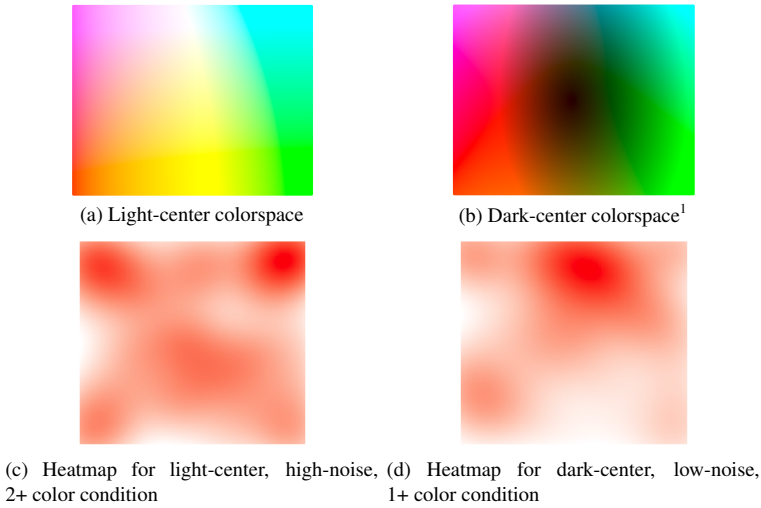 (a) Light-center colorspace
(b) Dark-center colorspace1
(c) Heatmap for light-center, high-noise,
2+ color condition
(d) Heatmap for dark-center, low-noise,
1+ color condition